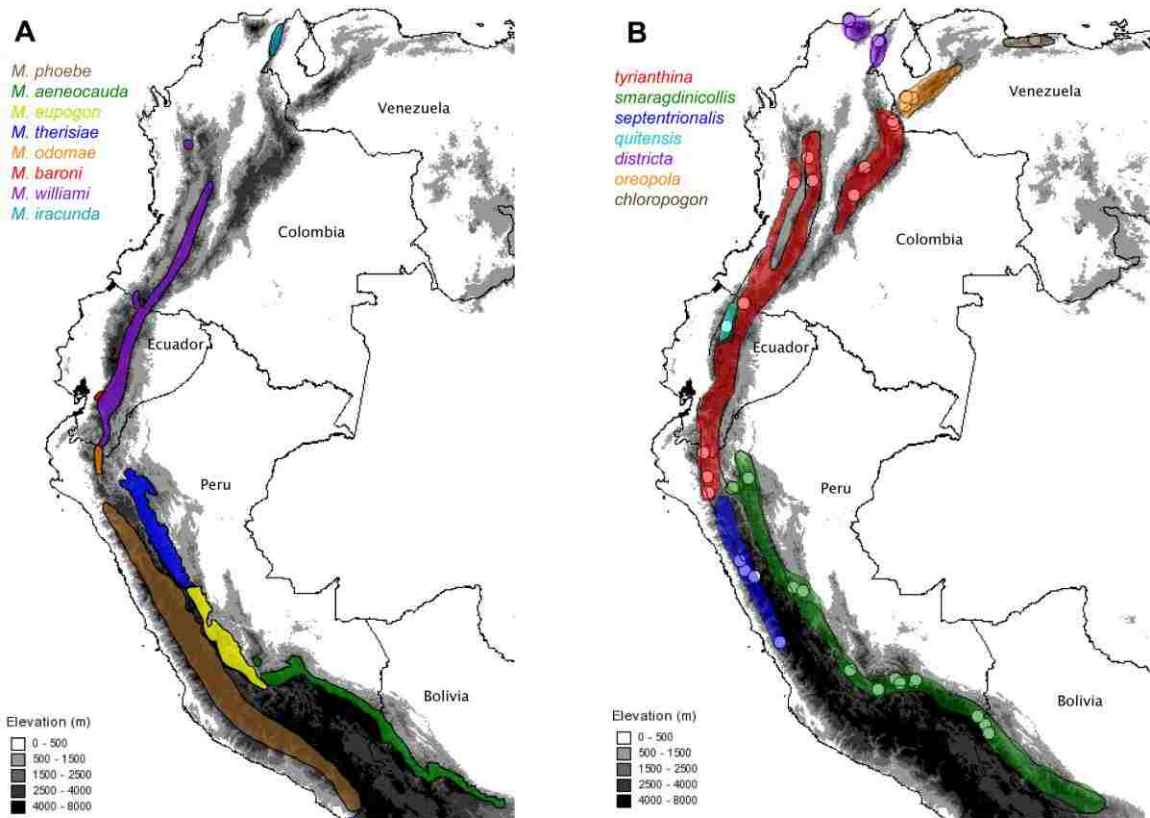 A
M. phoebe
M. aeneocauda
M. eupogon
M. therisiae
M. odomae
M. baroni
M. williami
M. iracunda
Venezuela
Colombia
Ecuador
Peru
Bolivia
Elevation (m)
0 - 500
500 - 1500
1500 - 2500
2500 - 4000
4000 - 8000
B
tyrianthina
smaragdinicollis
septentrionalis
quitensis
districta
oreopola
chloropogon
Venezuela
Colombia
Ecuador
Peru
Bolivia
Elevation (m)
0 - 500
500 - 1500
1500 - 2500
2500 - 4000
4000 - 8000